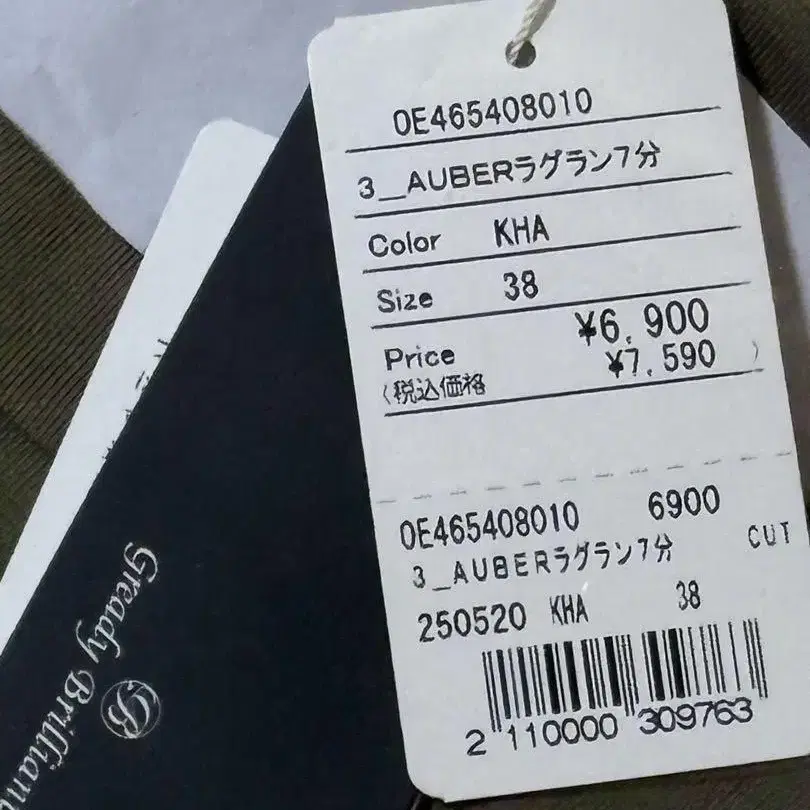 0E465408010
3_AUBERラグラン7分
Color KHA
Size 38
Price ¥6,900
(税込価格 ¥7,590 )
0E465408010 6900
3_AUBERラグラン7分 CUT
250520 KHA 38
2 110000 309763
Gready Brilliant
B